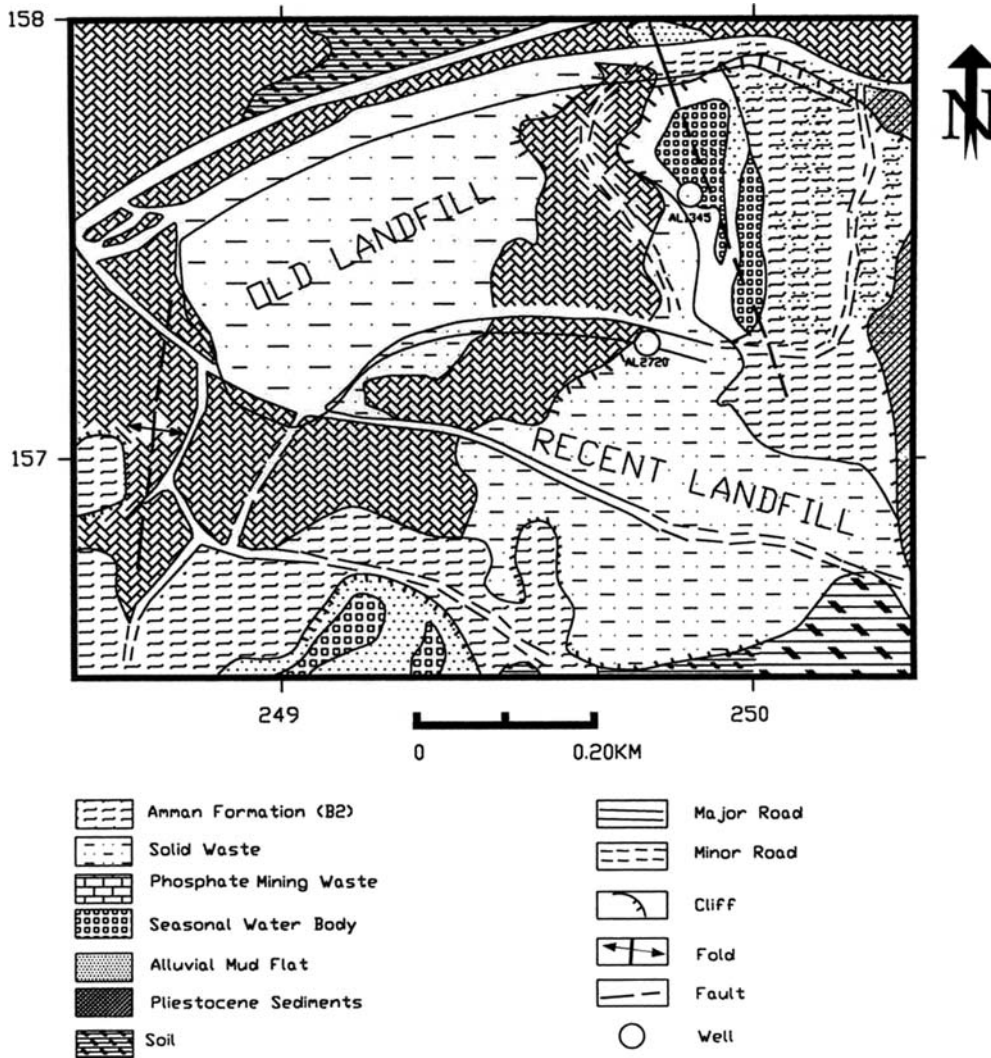 158
N
OLD LANDFILL
AL1345
AL2720
157
RECENT LANDFILL
249
250
0
0.20KM
Amman Formation (B2)
Solid Waste
Phosphate Mining Waste
Seasonal Water Body
Alluvial Mud Flat
Pliestocene Sediments
Soil
Major Road
Minor Road
Cliff
Fold
Fault
Well